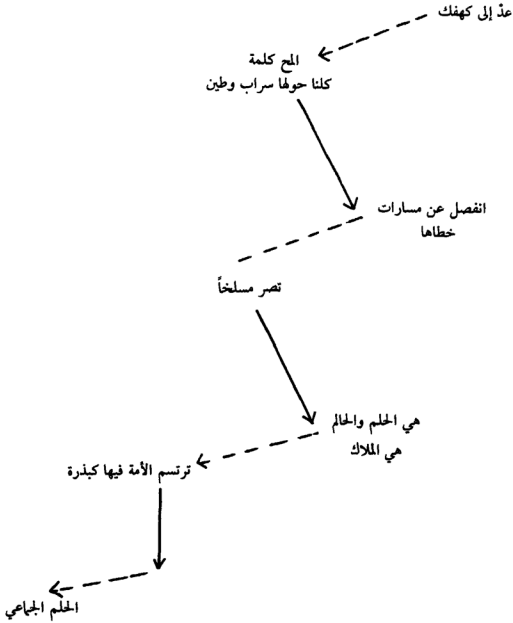 عدْ إلى كهفك
المح كلمة
كلنا حولها سراب وطين
انفصل عن مسارات
خطاها
تصر مسلخاً
هي الحلم والحالم
هي الملاك
ترتسم الأمة فيها كبذرة
الحلم الجماعي